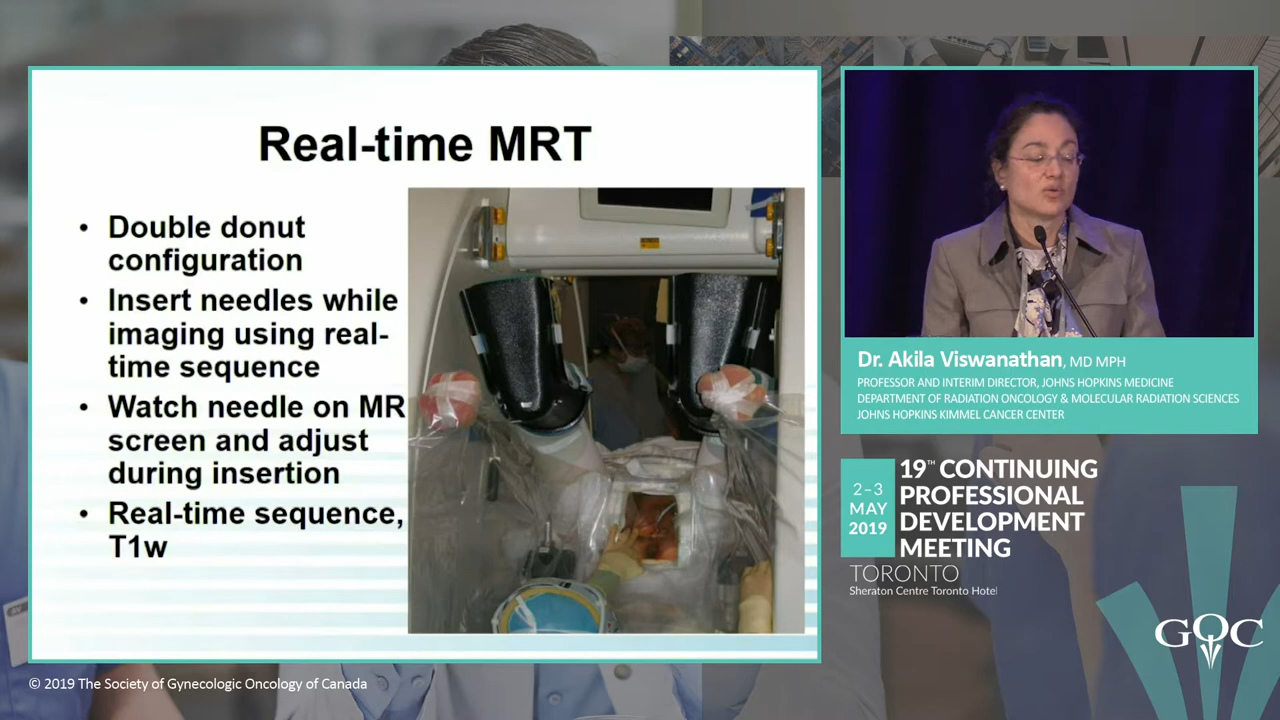 Real-time MRT
• Double donut
configuration
• Insert needles while
imaging using real-
time sequence
• Watch needle on MR
screen and adjust
during insertion
• Real-time sequence,
T1w
Dr. Akila Viswanathan, MD MPH
PROFESSOR AND INTERIM DIRECTOR, JOHNS HOPKINS MEDICINE
DEPARTMENT OF RADIATION ONCOLOGY & MOLECULAR RADIATION SCIENCES
JOHNS HOPKINS KIMMEL CANCER CENTER
2–3
MAY
2019
19TH CONTINUING
PROFESSIONAL
DEVELOPMENT
MEETING
TORONTO
Sheraton Centre Toronto Hotel
GOC
© 2019 The Society of Gynecologic Oncology of Canada